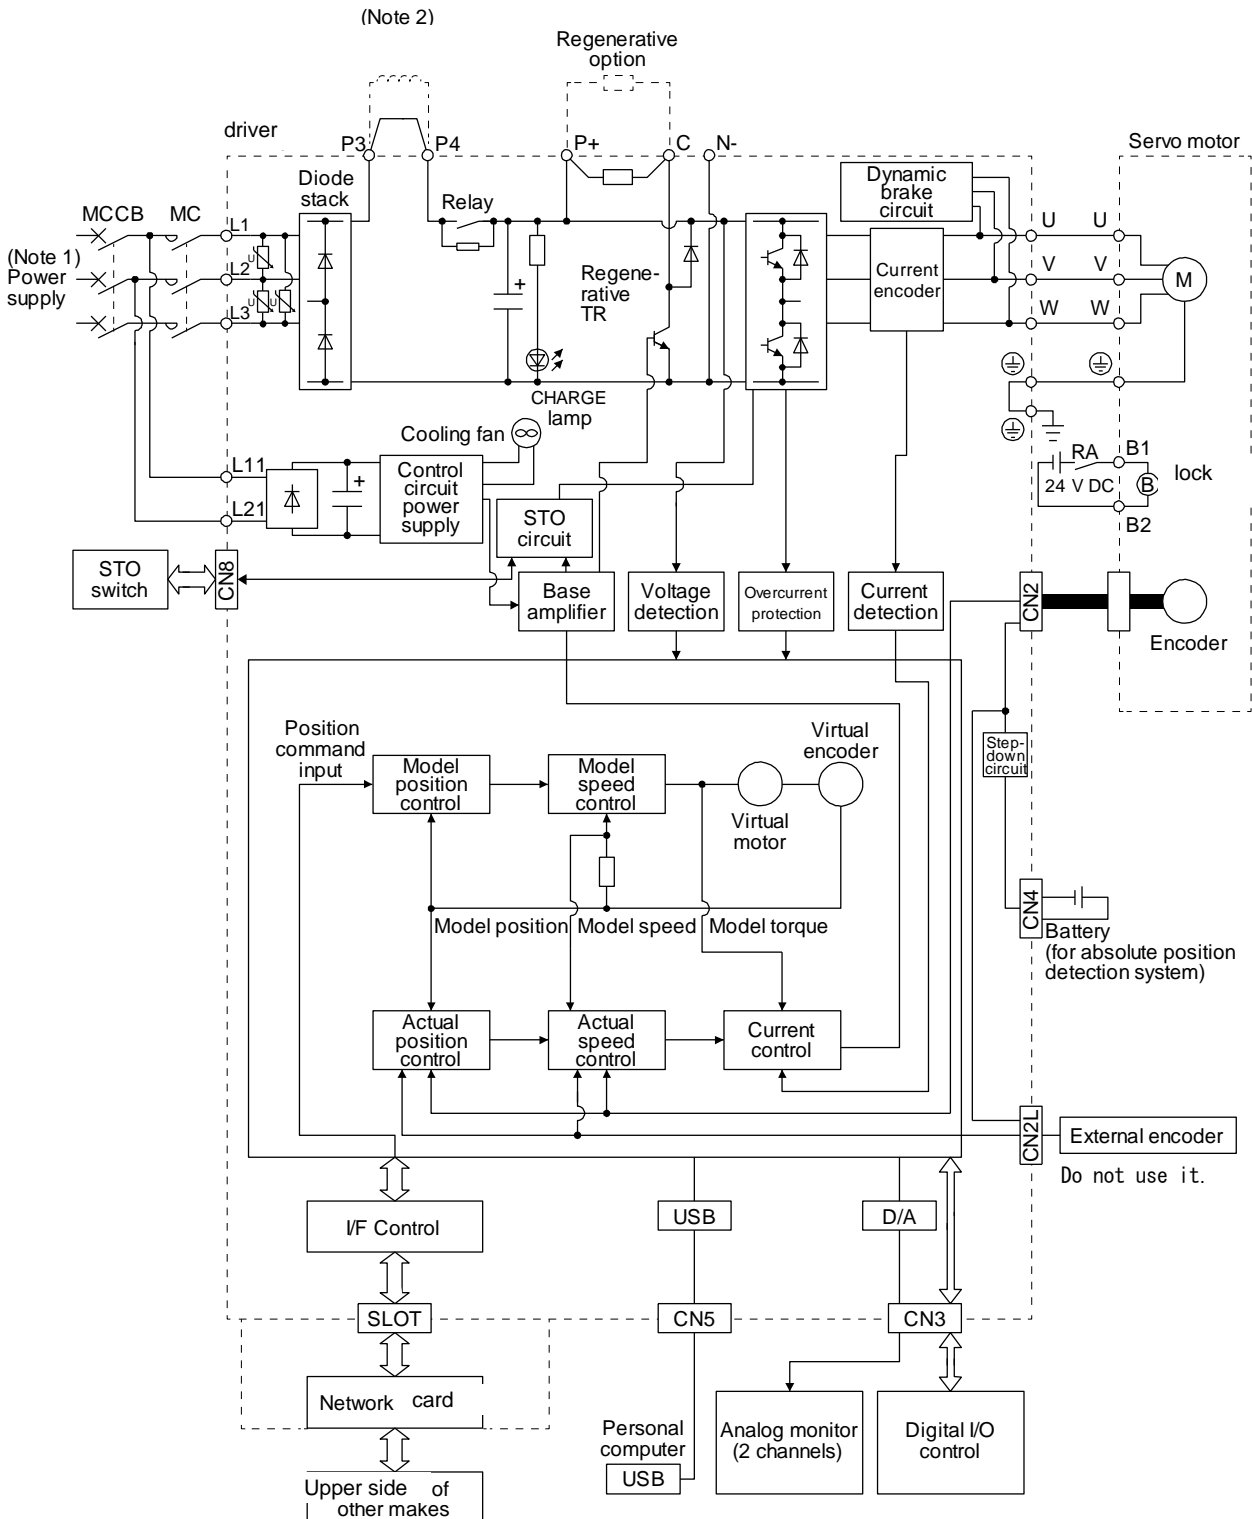 (Note 2)
Regenerative
option
driver
P3
P4
P+
C
N-
Servo motor
Diode
stack
Dynamic
brake
circuit
Relay
MCCB
MC
L1
U
U
(Note 1)
Power
supply
L2
U
Regene-
rative
TR
Current
encoder
V
V
M
L3
U
U
W
W
CHARGE
lamp
Cooling fan
L11
Control
circuit
power
supply
L21
STO
circuit
RA
24 V DC
B1
B
B2
lock
STO
switch
CN8
Base
amplifier
Voltage
detection
Overcurrent
protection
Current
detection
CN2
Encoder
Position
command
input
Virtual
encoder
Step-
down
circuit
Model
position
control
Model
speed
control
Virtual
motor
Model position
Model speed
Model torque
CN4
Battery
(for absolute position
detection system)
Actual
position
control
Actual
speed
control
Current
control
CN2L
External encoder
Do not use it.
I/F Control
USB
D/A
SLOT
CN5
CN3
Network card
Personal
computer
USB
Analog monitor
(2 channels)
Digital I/O
control
Upper side of
other makes